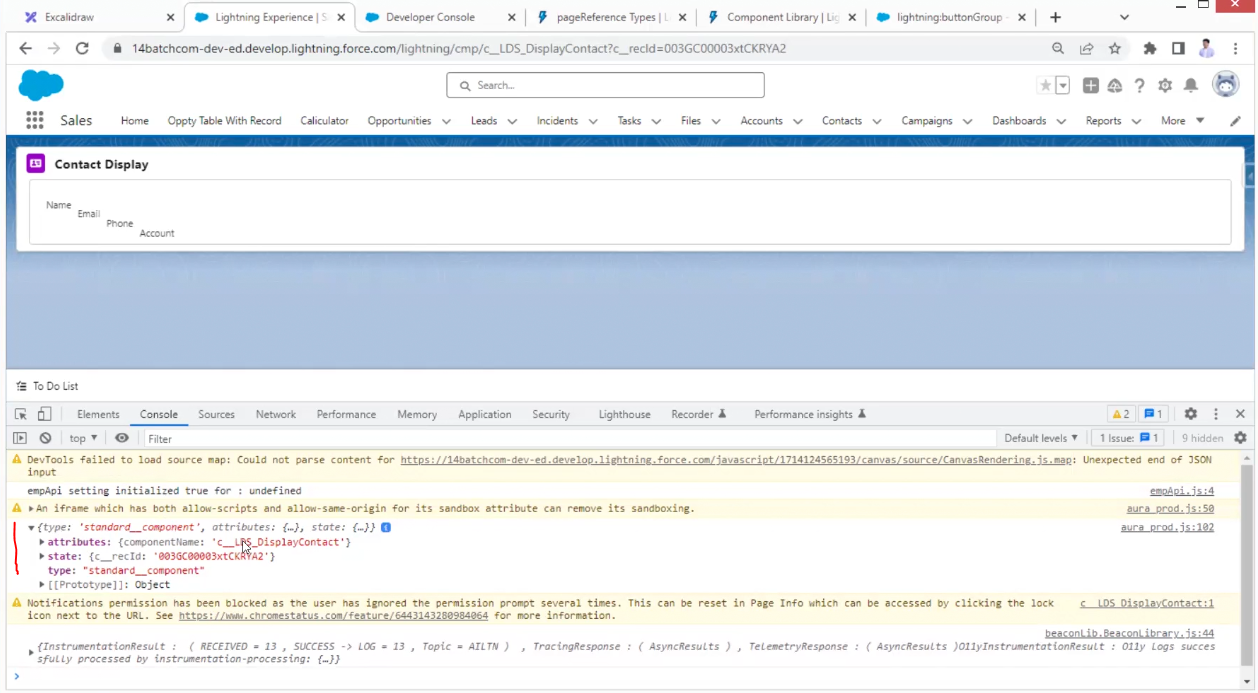 Excalidraw
Lightning Experience | S
Developer Console
pageReference Types | L
Component Library | Lig
lightning:buttonGroup -
14batchcom-dev-ed.develop.lightning.force.com/lightning/cmp/c__LDS_DisplayContact?c__recId=003GC00003xtCKRYA2
Search...
Sales Home Oppty Table With Record Calculator Opportunities Leads Incidents Tasks Files Accounts Contacts Campaigns Dashboards Reports More
Contact Display
Name
Email
Phone
Account
To Do List
Elements Console Sources Network Performance Memory Application Security Lighthouse Recorder Performance insights 2 1
top Filter Default levels 1 Issue: 1 9 hidden
DevTools failed to load source map: Could not parse content for https://14batchcom-dev-ed.develop.lightning.force.com/javascript/1714124565193/canvas/source/CanvasRendering.js.map: Unexpected end of JSON
input
empApi setting initialized true for : undefined empApi.js:4
An iframe which has both allow-scripts and allow-same-origin for its sandbox attribute can remove its sandboxing. aura_prod.js:50
{type: 'standard__component', attributes: {…}, state: {…}} aura_prod.js:102
attributes: {componentName: 'c__LDS_DisplayContact'}
state: {c__recId: '003GC00003xtCKRYA2'}
type: "standard__component"
[[Prototype]]: Object
Notifications permission has been blocked as the user has ignored the permission prompt several times. This can be reset in Page Info which can be accessed by clicking the lock c__LDS_DisplayContact:1
icon next to the URL. See https://www.chromestatus.com/feature/6443143280984064 for more information.
beaconLib.BeaconLibrary.js:44
{InstrumentationResult : ( RECEIVED = 13 , SUCCESS -> LOG = 13 , Topic = AILTN ) , TracingResponse : ( AsyncResults ) , TelemetryResponse : ( AsyncResults )O11yInstrumentationResult : O11y Logs succes
sfully processed by instrumentation-processing: {…}}